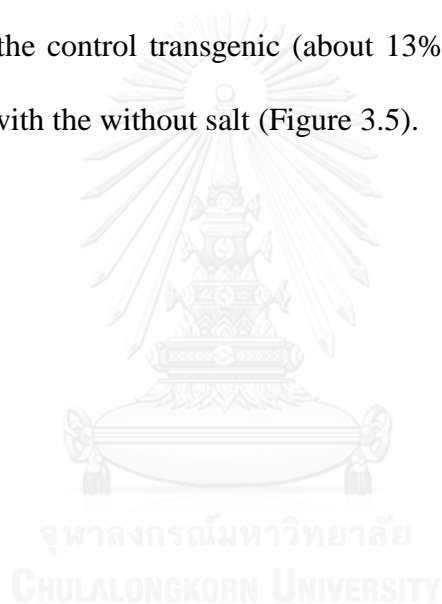 the control transgenic (about 13%
with the without salt (Figure 3.5).
จุฬาลงกรณ์มหาวิทยาลัย
CHULALONGKORN UNIVERSITY